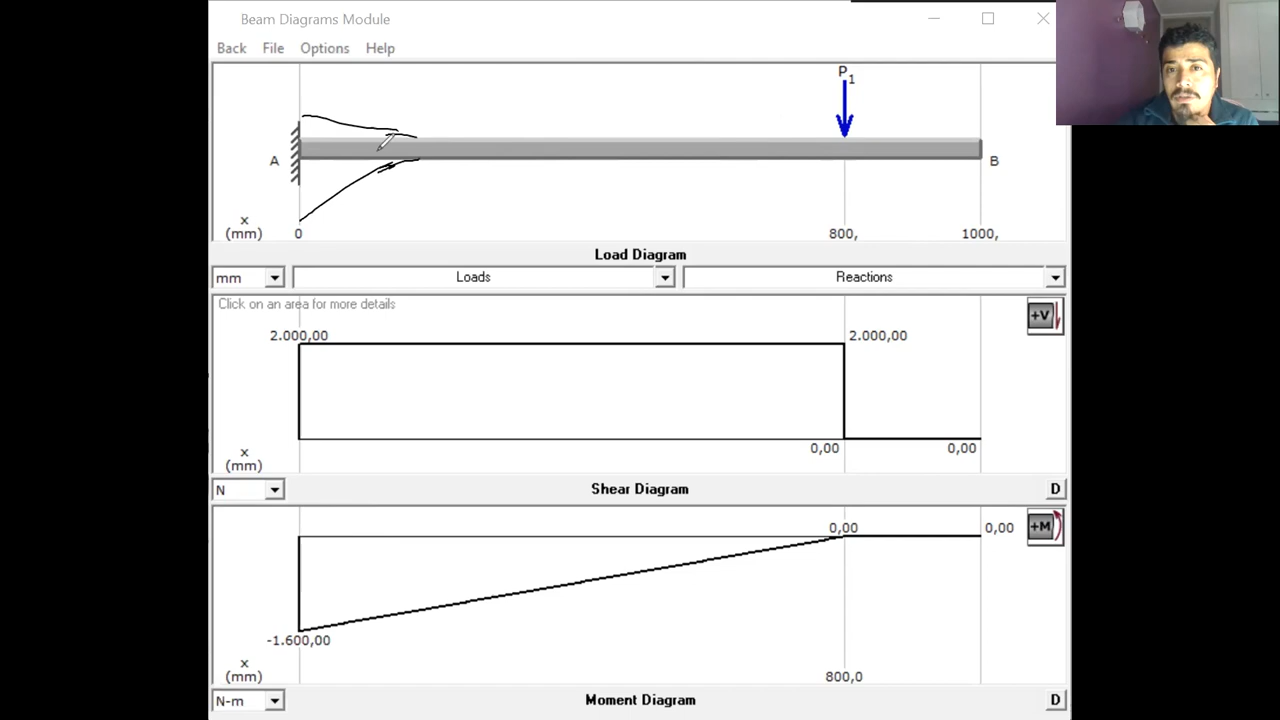 Beam Diagrams Module
Back File Options Help
P1
A
B
x
(mm) 0 800, 1000,
Load Diagram
mm Loads Reactions
Click on an area for more details
+V
2.000,00 2.000,00
0,00 0,00
x
(mm)
N Shear Diagram D
0,00 0,00 +M
-1.600,00
x
(mm) 800,0
N-m Moment Diagram D